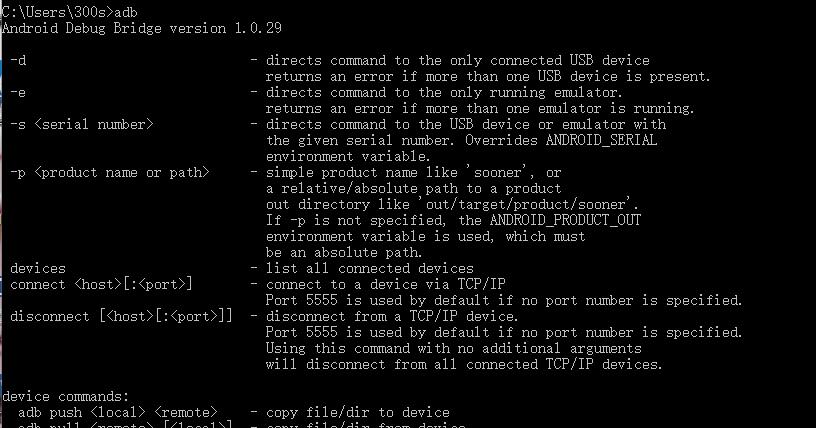 C:\Users\300s>adb
Android Debug Bridge version 1.0.29
-d - directs command to the only connected USB device
returns an error if more than one USB device is present.
-e - directs command to the only running emulator.
returns an error if more than one emulator is running.
-s <serial number> - directs command to the USB device or emulator with
the given serial number. Overrides ANDROID_SERIAL
environment variable.
-p <product name or path> - simple product name like 'sooner', or
a relative/absolute path to a product
out directory like 'out/target/product/sooner'.
If -p is not specified, the ANDROID_PRODUCT_OUT
environment variable is used, which must
be an absolute path.
devices - list all connected devices
connect <host>[:<port>] - connect to a device via TCP/IP
Port 5555 is used by default if no port number is specified.
disconnect [<host>[:<port>]] - disconnect from a TCP/IP device.
Port 5555 is used by default if no port number is specified.
Using this command with no additional arguments
will disconnect from all connected TCP/IP devices.
device commands:
adb push <local> <remote> - copy file/dir to device
adb pull <remote> [<local>] - copy file/dir from device